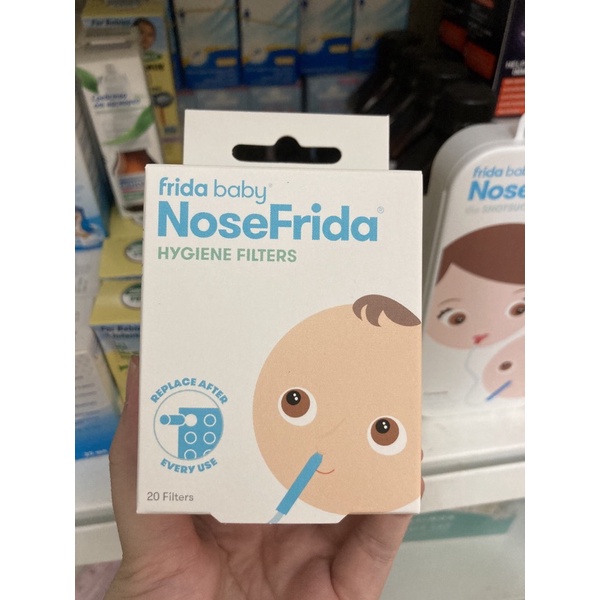 frida baby®
NoseFrida®
HYGIENE FILTERS
REPLACE AFTER
EVERY USE
20 Filters
frida baby
Nose